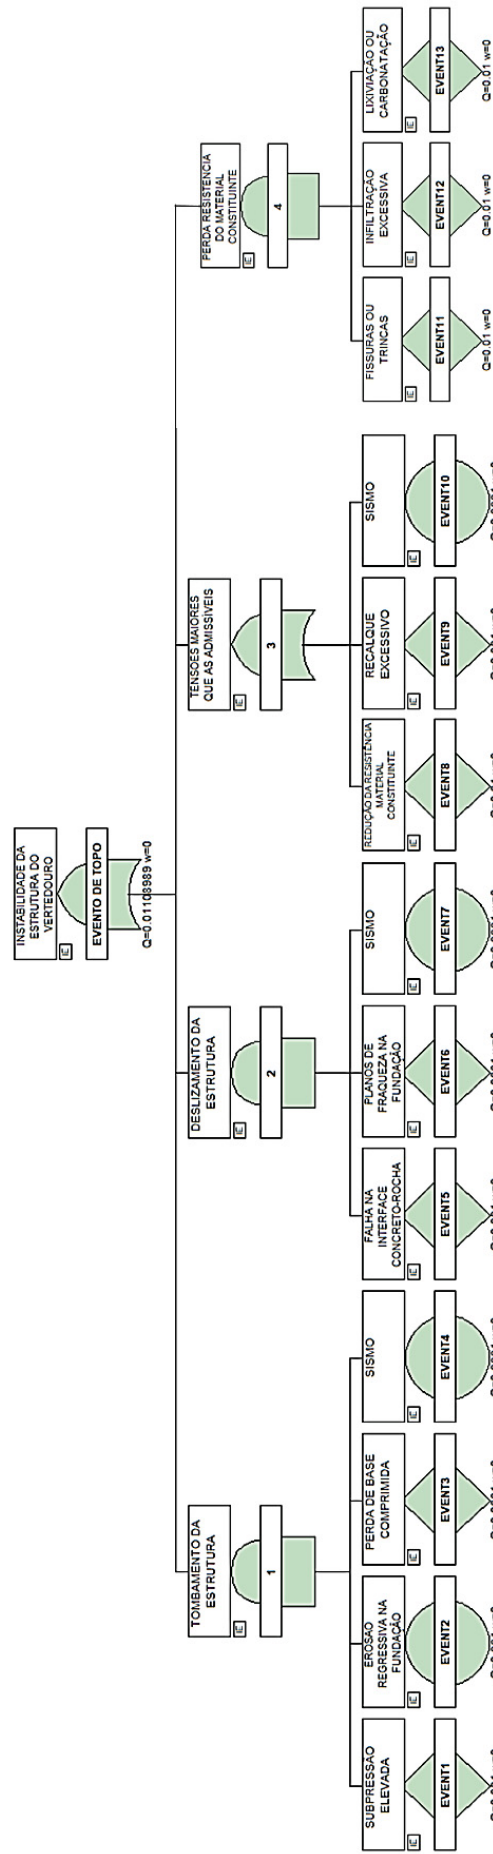 INSTABILIDADE DA
ESTRUTURA DO
VERTEDOURO
EVENTO DE TOPO
Q=0.01108989 w=0
TOMBAMENTO DA
ESTRUTURA
1
DESLIZAMENTO DA
ESTRUTURA
2
TENSOES MAIORES
QUE AS ADMISSÍVEIS
3
PERDA RESISTENCIA
DO MATERIAL
CONSTITUINTE
4
SUBPRESSÃO
ELEVADA
EVENT1
EROSAO
REGRESSIVA NA
FUNDAÇÃO
EVENT2
PERDA DE BASE
COMPRIMIDA
EVENT3
SISMO
EVENT4
FALHA NA
INTERFACE
CONCRETO-ROCHA
EVENT5
PLANOS DE
FRAQUEZA NA
FUNDAÇÃO
EVENT6
SISMO
EVENT7
REDUÇÃO DA RESISTÊNCIA
MATERIAL
CONSTITUINTE
EVENT8
RECALQUE
EXCESSIVO
EVENT9
SISMO
EVENT10
FISSURAS OU
TRINCAS
EVENT11
Q=0.01 w=0
INFILTRAÇÃO
EXCESSIVA
EVENT12
Q=0.01 w=0
LIXIVIAÇÃO OU
CARBONATAÇÃO
EVENT13
Q=0.01 w=0